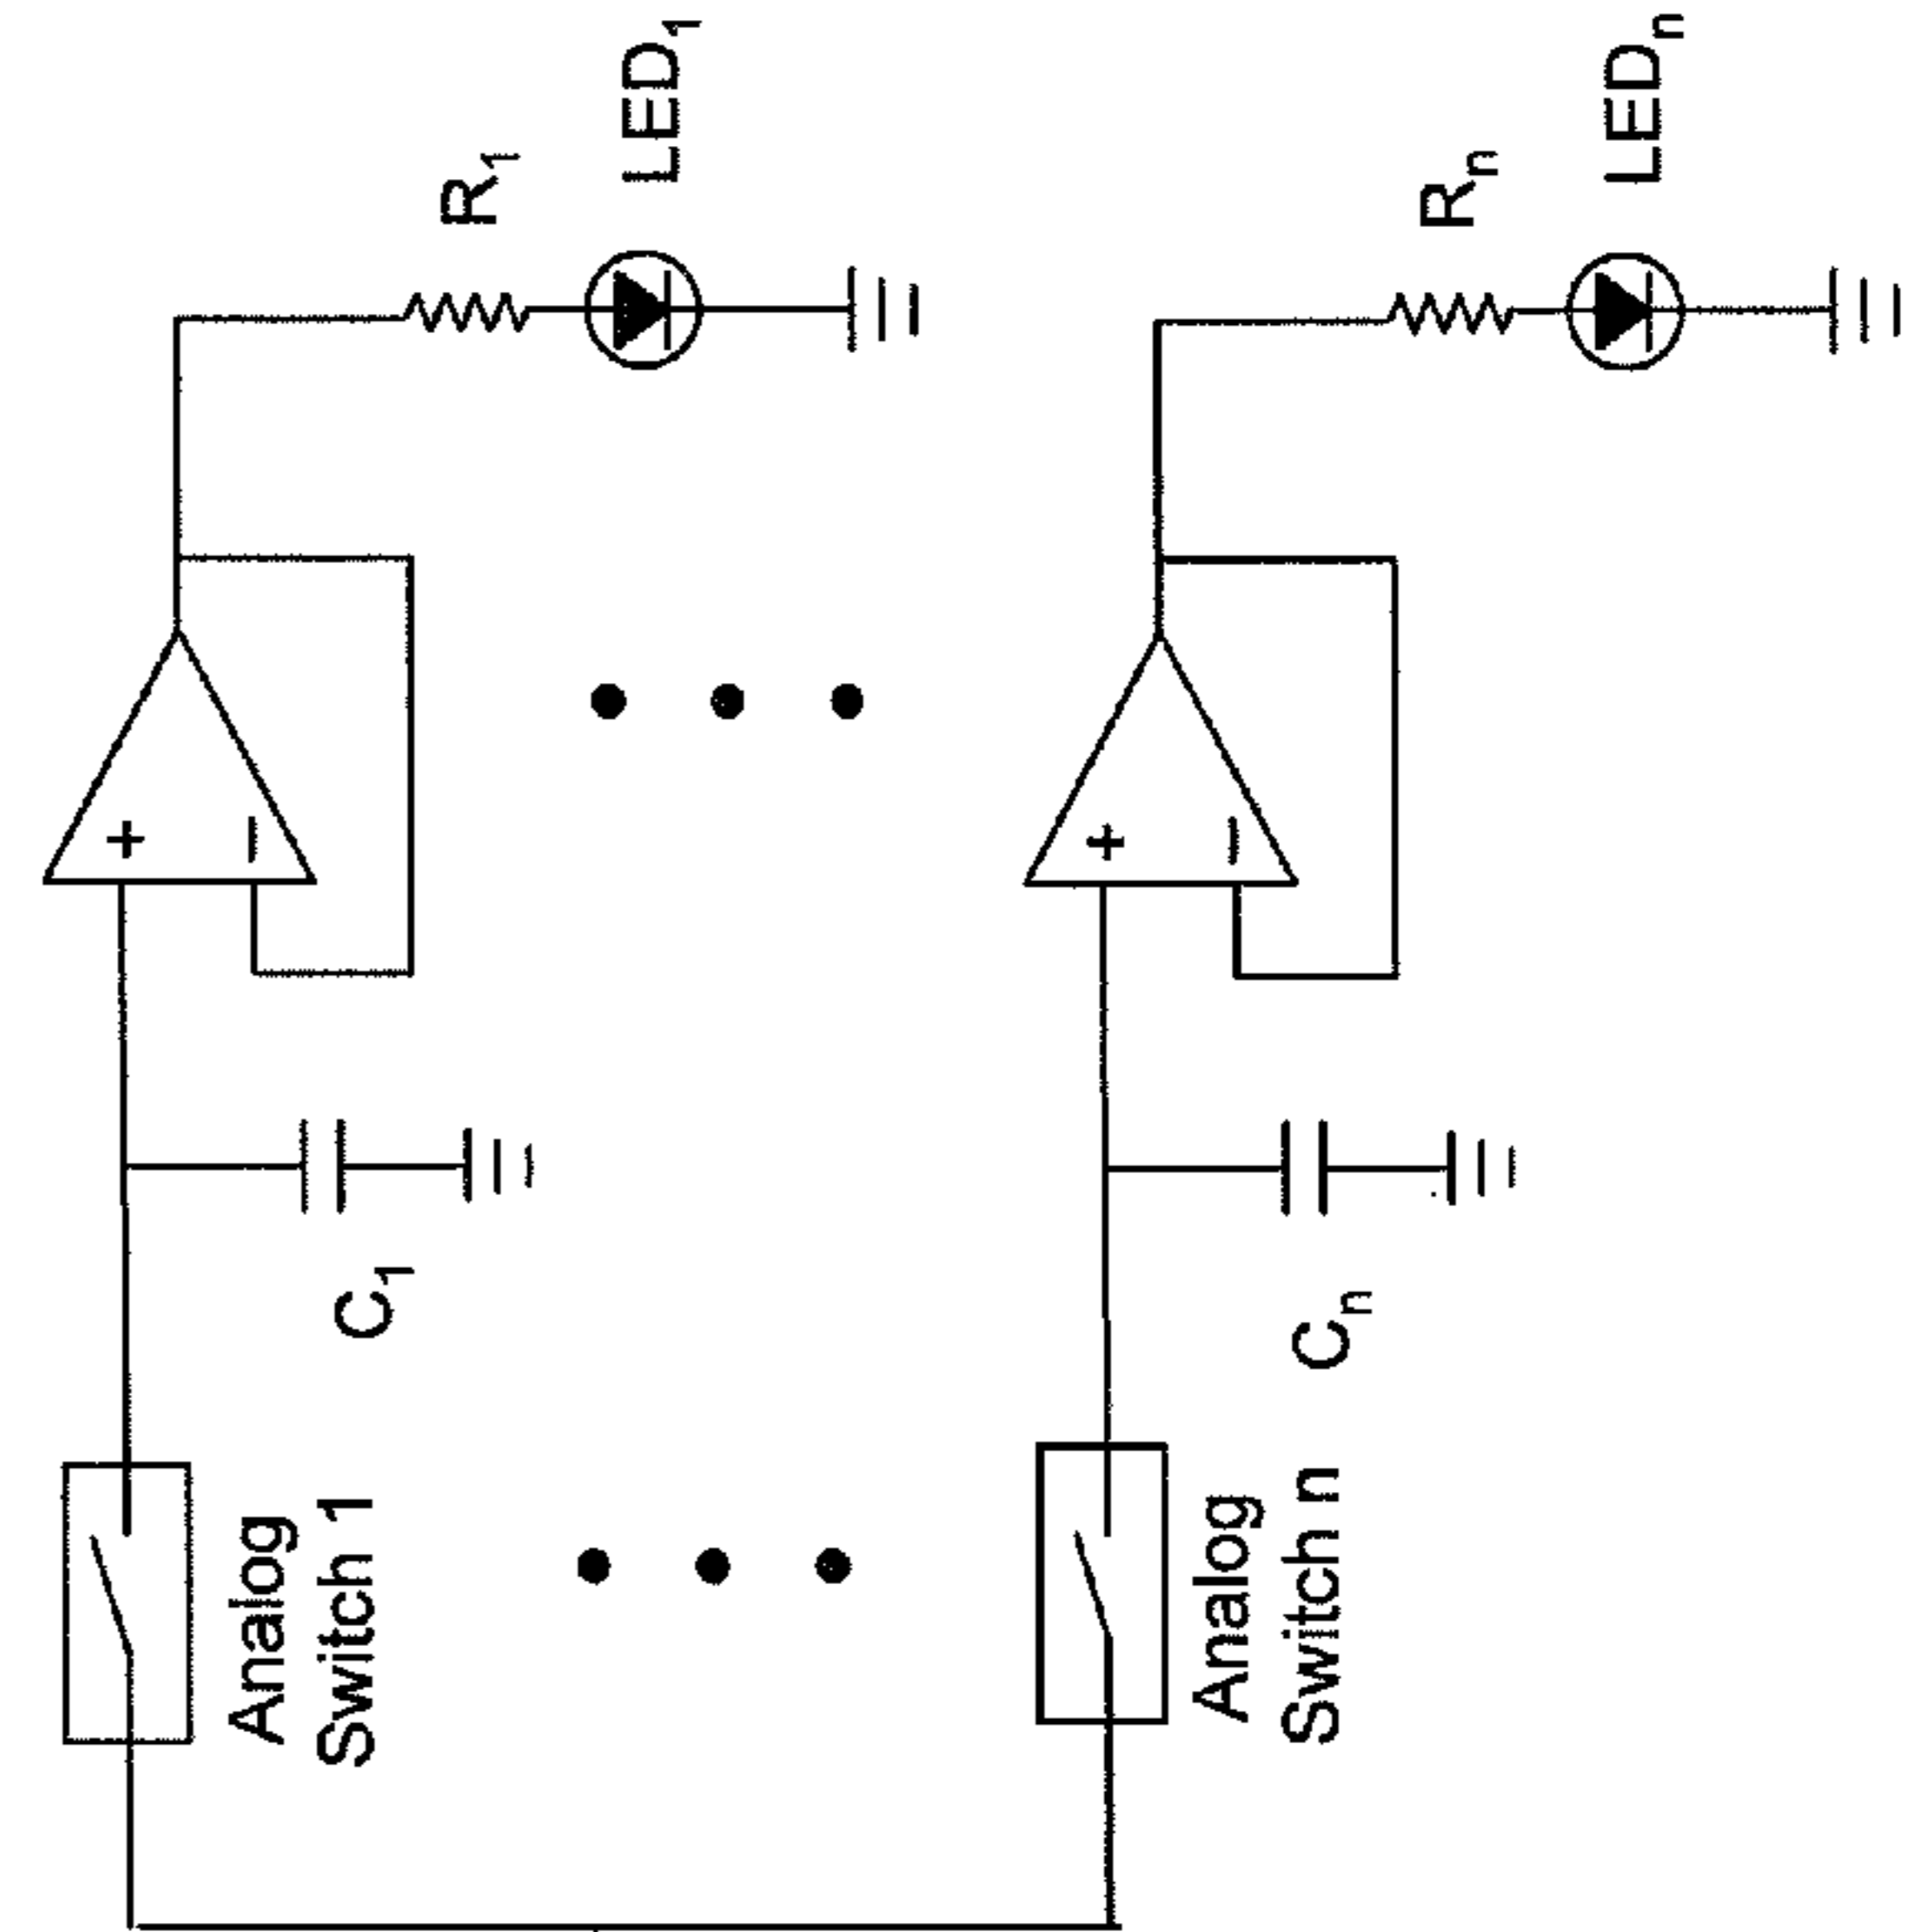 Analog
Switch 1
C1
R1
LED1
Analog
Switch n
Cn
Rn
LEDn